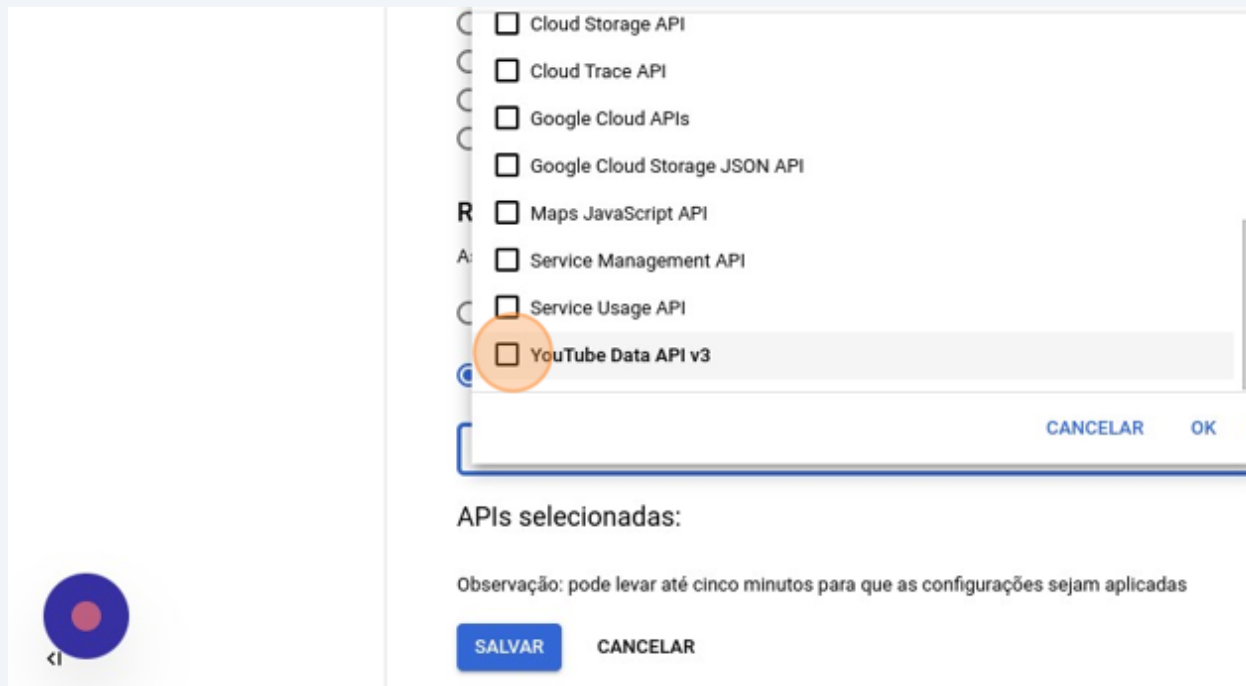 Cloud Storage API
Cloud Trace API
Google Cloud APIs
Google Cloud Storage JSON API
Maps JavaScript API
Service Management API
Service Usage API
YouTube Data API v3
CANCELAR OK
APIs selecionadas:
Observação: pode levar até cinco minutos para que as configurações sejam aplicadas
SALVAR CANCELAR